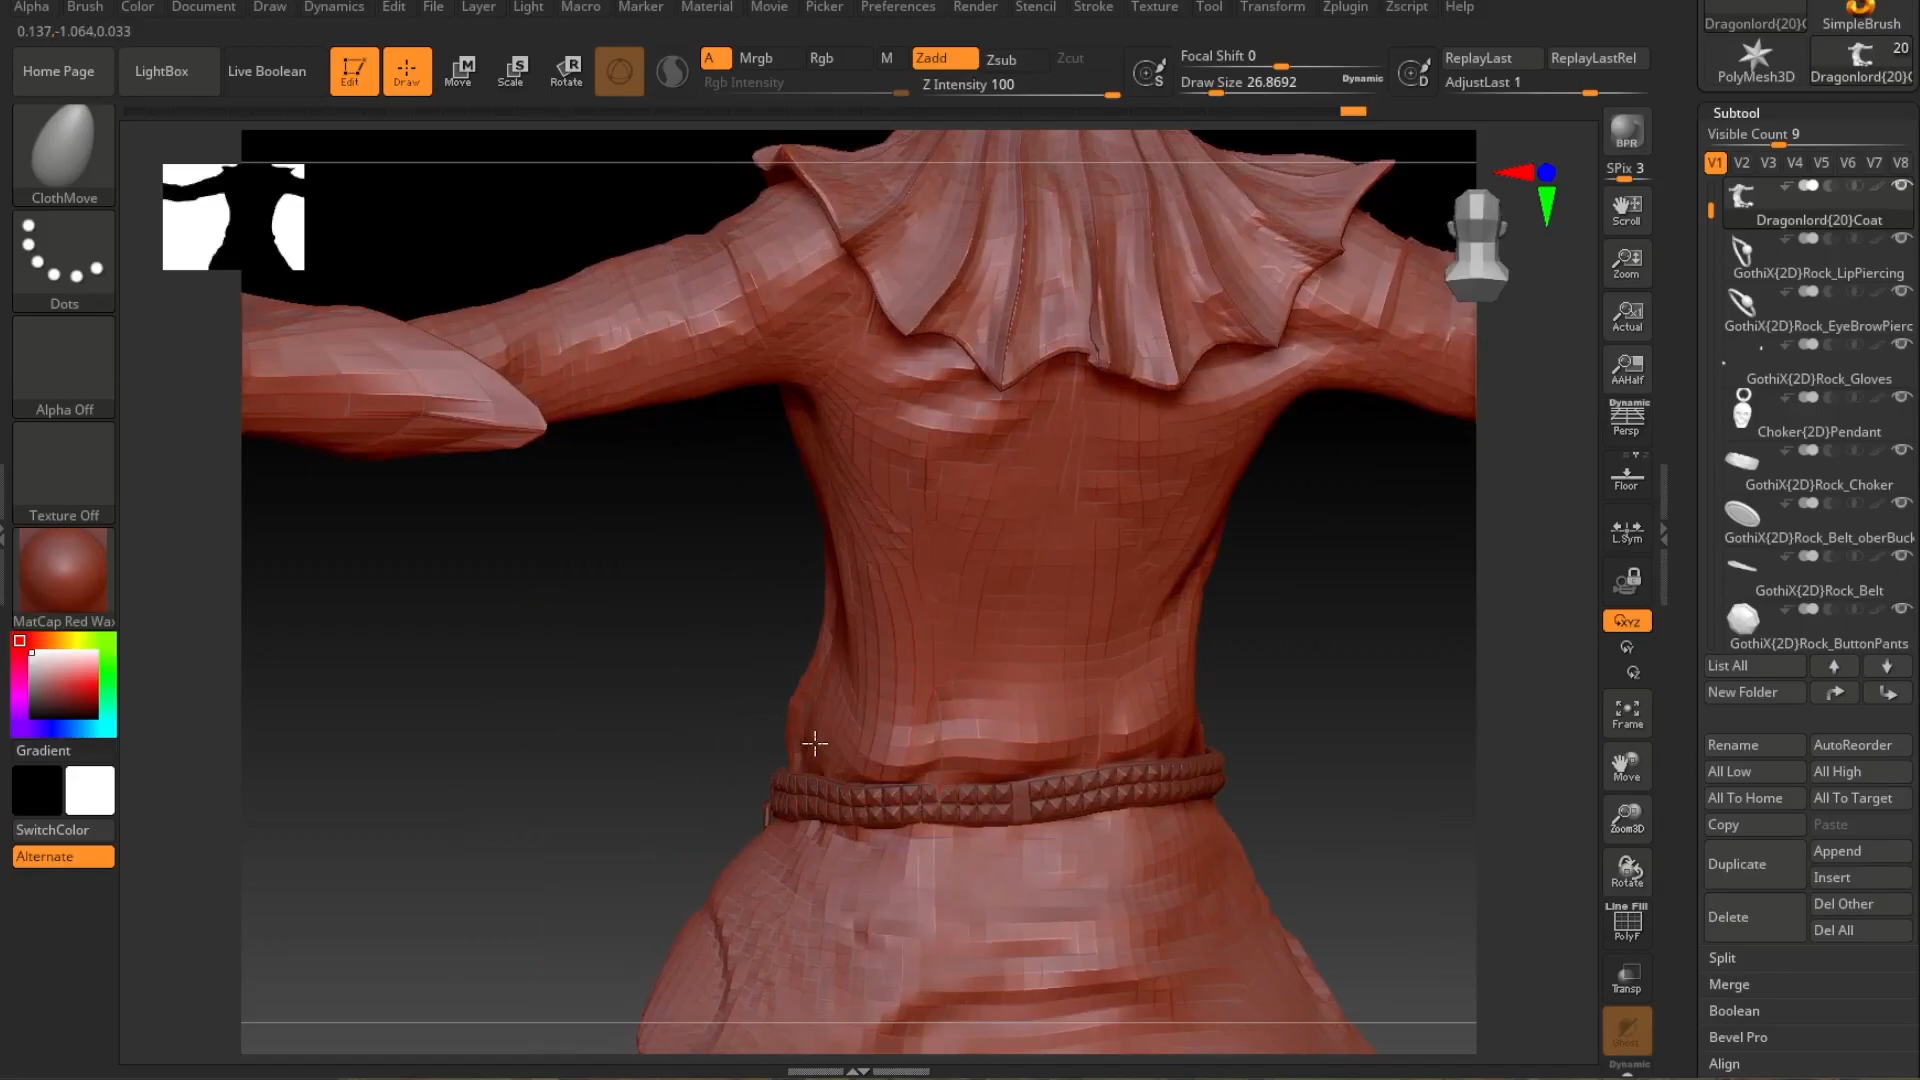 Alpha Brush Color Document Draw Dynamics Edit File Layer Light Macro Marker Material Movie Picker Preferences Render Stencil Stroke Texture Tool Transform Zplugin Zscript Help
0.137,-1.064,0.033
Home Page
LightBox
Live Boolean
Edit
Draw
Move
Scale
Rotate
A
Mrgb
Rgb
M
Zadd
Zsub
Zcut
Rgb Intensity
Z Intensity 100
Focal Shift 0
Draw Size 26.8692
Dynamic
ReplayLast
ReplayLastRel
AdjustLast 1
Dragonlord{20}C
SimpleBrush
PolyMesh3D
20
Dragonlord{20}C
ClothMove
Dots
Alpha Off
Texture Off
MatCap Red Wax
Gradient
SwitchColor
Alternate
BPR
SPix 3
Scroll
Zoom
Actual
AAHalf
Dynamic
Persp
Floor
L.Sym
XYZ
Frame
Move
Zoom3D
Rotate
Line Fill
PolyF
Transp
Ghost
Dynamic
Subtool
Visible Count 9
V1 V2 V3 V4 V5 V6 V7 V8
Dragonlord{20}Coat
GothiX{2D}Rock_LipPiercing
GothiX{2D}Rock_EyeBrowPierc
GothiX{2D}Rock_Gloves
Choker{2D}Pendant
GothiX{2D}Rock_Choker
GothiX{2D}Rock_Belt_oberBuck
GothiX{2D}Rock_Belt
GothiX{2D}Rock_ButtonPants
List All
New Folder
Rename
AutoReorder
All Low
All High
All To Home
All To Target
Copy
Paste
Duplicate
Append
Insert
Delete
Del Other
Del All
Split
Merge
Boolean
Bevel Pro
Align